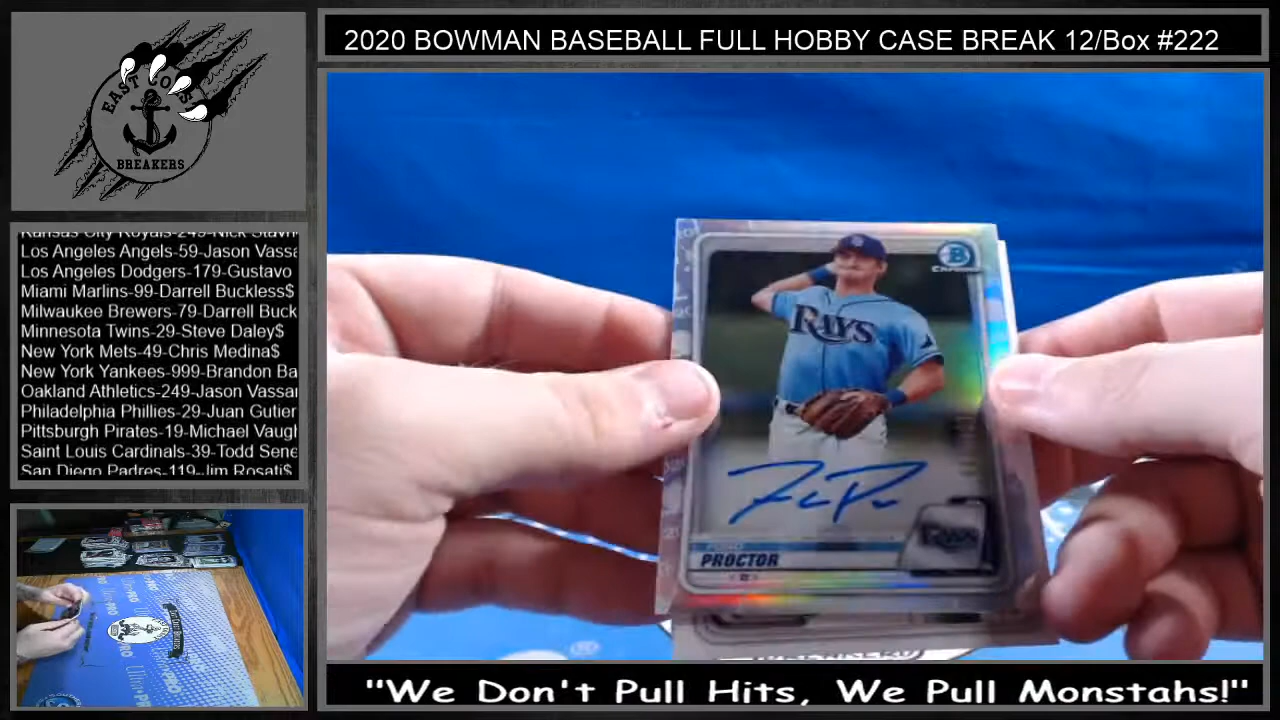 2020 BOWMAN BASEBALL FULL HOBBY CASE BREAK 12/Box #222
EAST COAST
BREAKERS
Kansas City Royals-249-Nick Stavn
Los Angeles Angels-59-Jason Vassa
Los Angeles Dodgers-179-Gustavo
Miami Marlins-99-Darrell Buckless$
Milwaukee Brewers-79-Darrell Buck
Minnesota Twins-29-Steve Daley$
New York Mets-49-Chris Medina$
New York Yankees-999-Brandon Ba
Oakland Athletics-249-Jason Vassar
Philadelphia Phillies-29-Juan Gutier
Pittsburgh Pirates-19-Michael Vaugh
Saint Louis Cardinals-39-Todd Sene
San Diego Padres-119-Jim Rosati$
B
CHROME
RAYS
PROCTOR
"We Don't Pull Hits, We Pull Monstahs!"